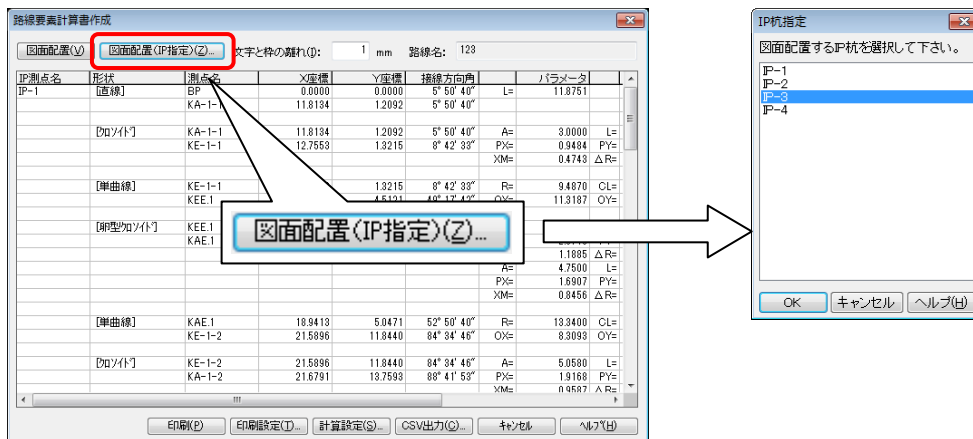 路線要素計算書作成
図面配置(V) 図面配置(IP指定)(Z)... 文字と枠の離れ(D): 1 mm 路線名: 123
IP測点名 形状 測点名 X座標 Y座標 接線方向角 パラメータ
IP-1 [直線] BP 0.0000 0.0000 5° 50′ 40″ L= 11.8751
KA-1-1 11.8134 1.2092 5° 50′ 40″
[クロソイド] KA-1-1 11.8134 1.2092 5° 50′ 40″ A= 3.0000 L=
KE-1-1 12.7553 1.3215 8° 42′ 33″ PX= 0.9484 PY=
XM= 0.4743 △R=
[単曲線] KE-1-1 1.3215 8° 42′ 33″ R= 9.4870 CL=
KEE.1 11.3187 OY=
[卵型クロソイド] KEE.1
KAE.1
1.1885 △R=
A= 4.7500 L=
PX= 1.6907 PY=
XM= 0.8456 △R=
[単曲線] KAE.1 18.9413 5.0471 52° 50′ 40″ R= 13.3400 CL=
KE-1-2 21.5896 11.8440 84° 34′ 46″ OX= 8.3093 OY=
[クロソイド] KE-1-2 21.5896 11.8440 84° 34′ 46″ A= 5.0580 L=
KA-1-2 21.6791 13.7593 88° 41′ 53″ PX= 1.9168 PY=
XM= 0.9587 △R=
印刷(P) 印刷設定(T)... 計算設定(S)... CSV出力(C)... キャンセル ヘルプ(H)
図面配置(IP指定)(Z)...
IP杭指定
図面配置するIP杭を選択して下さい。
IP-1
IP-2
IP-3
IP-4
OK キャンセル ヘルプ(H)